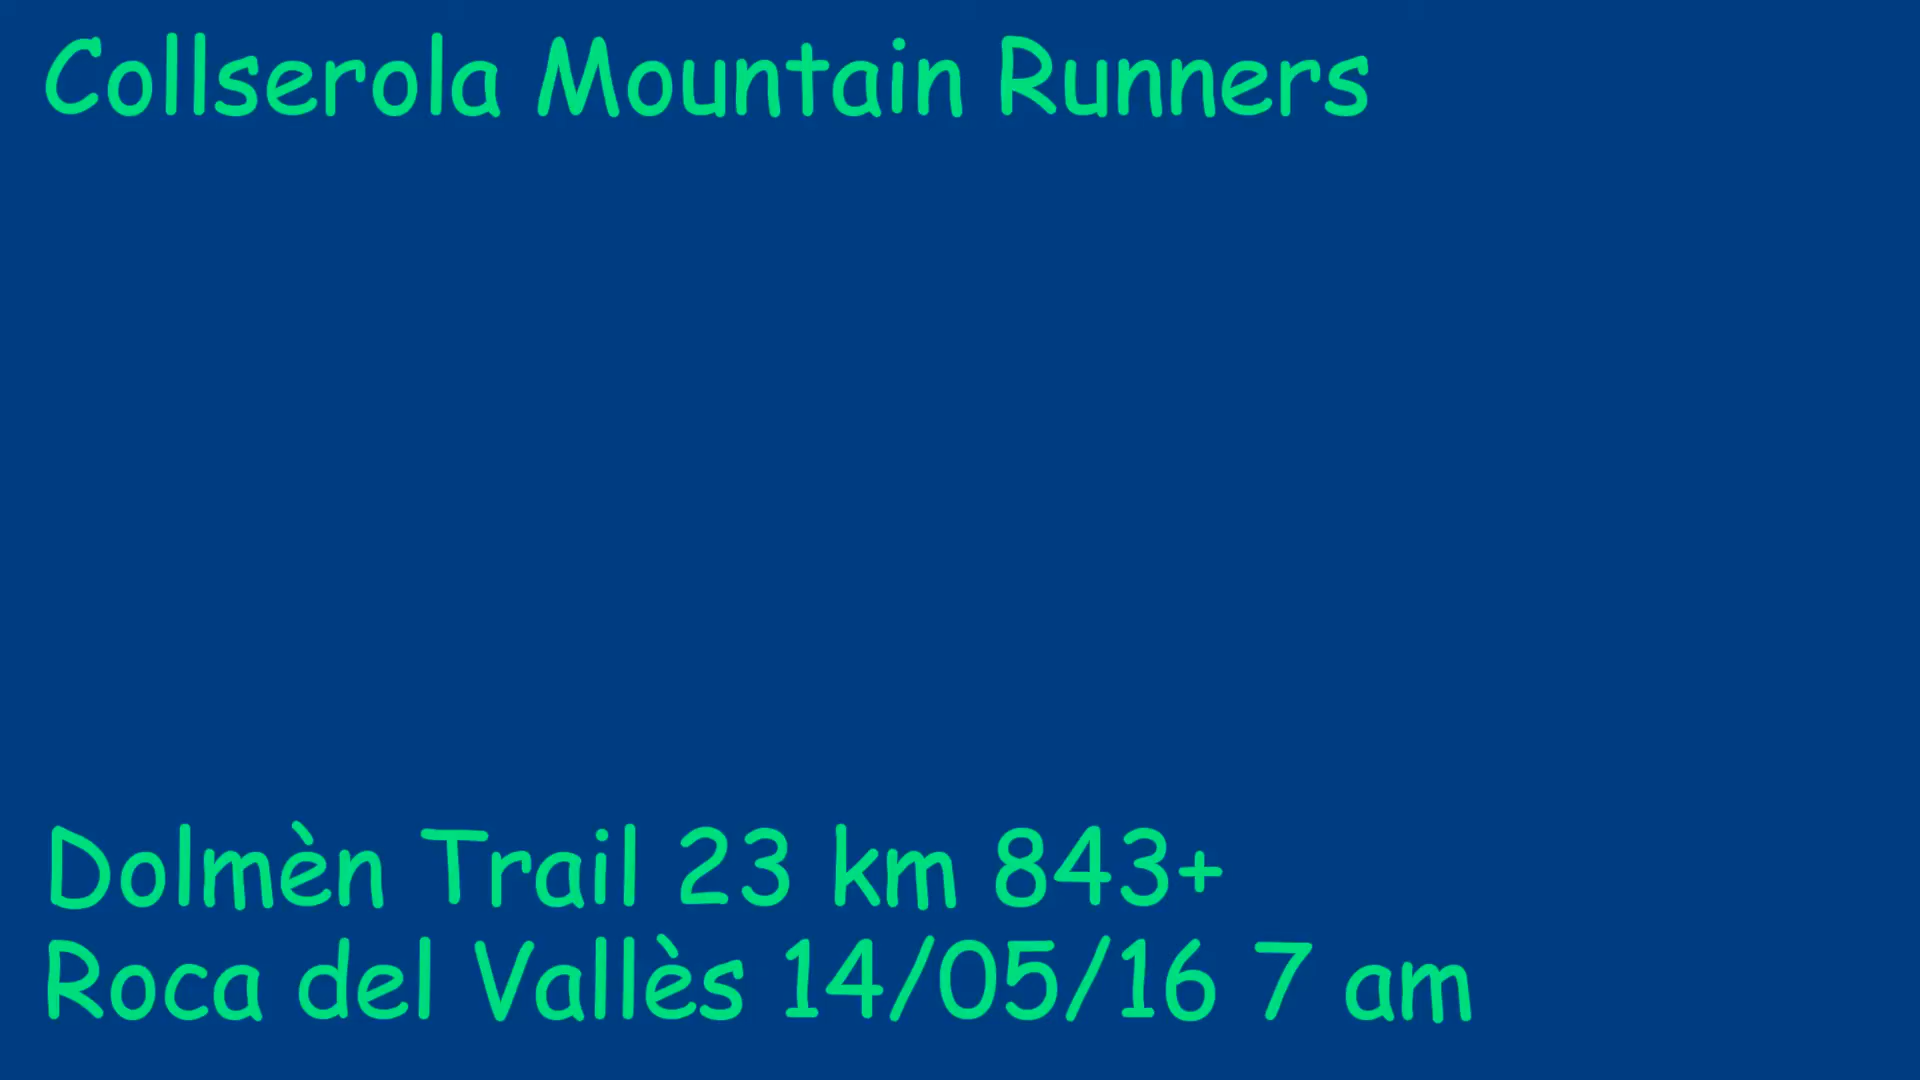 Collserola Mountain Runners
Dolmèn Trail 23 km 843+
Roca del Vallès 14/05/16 7 am